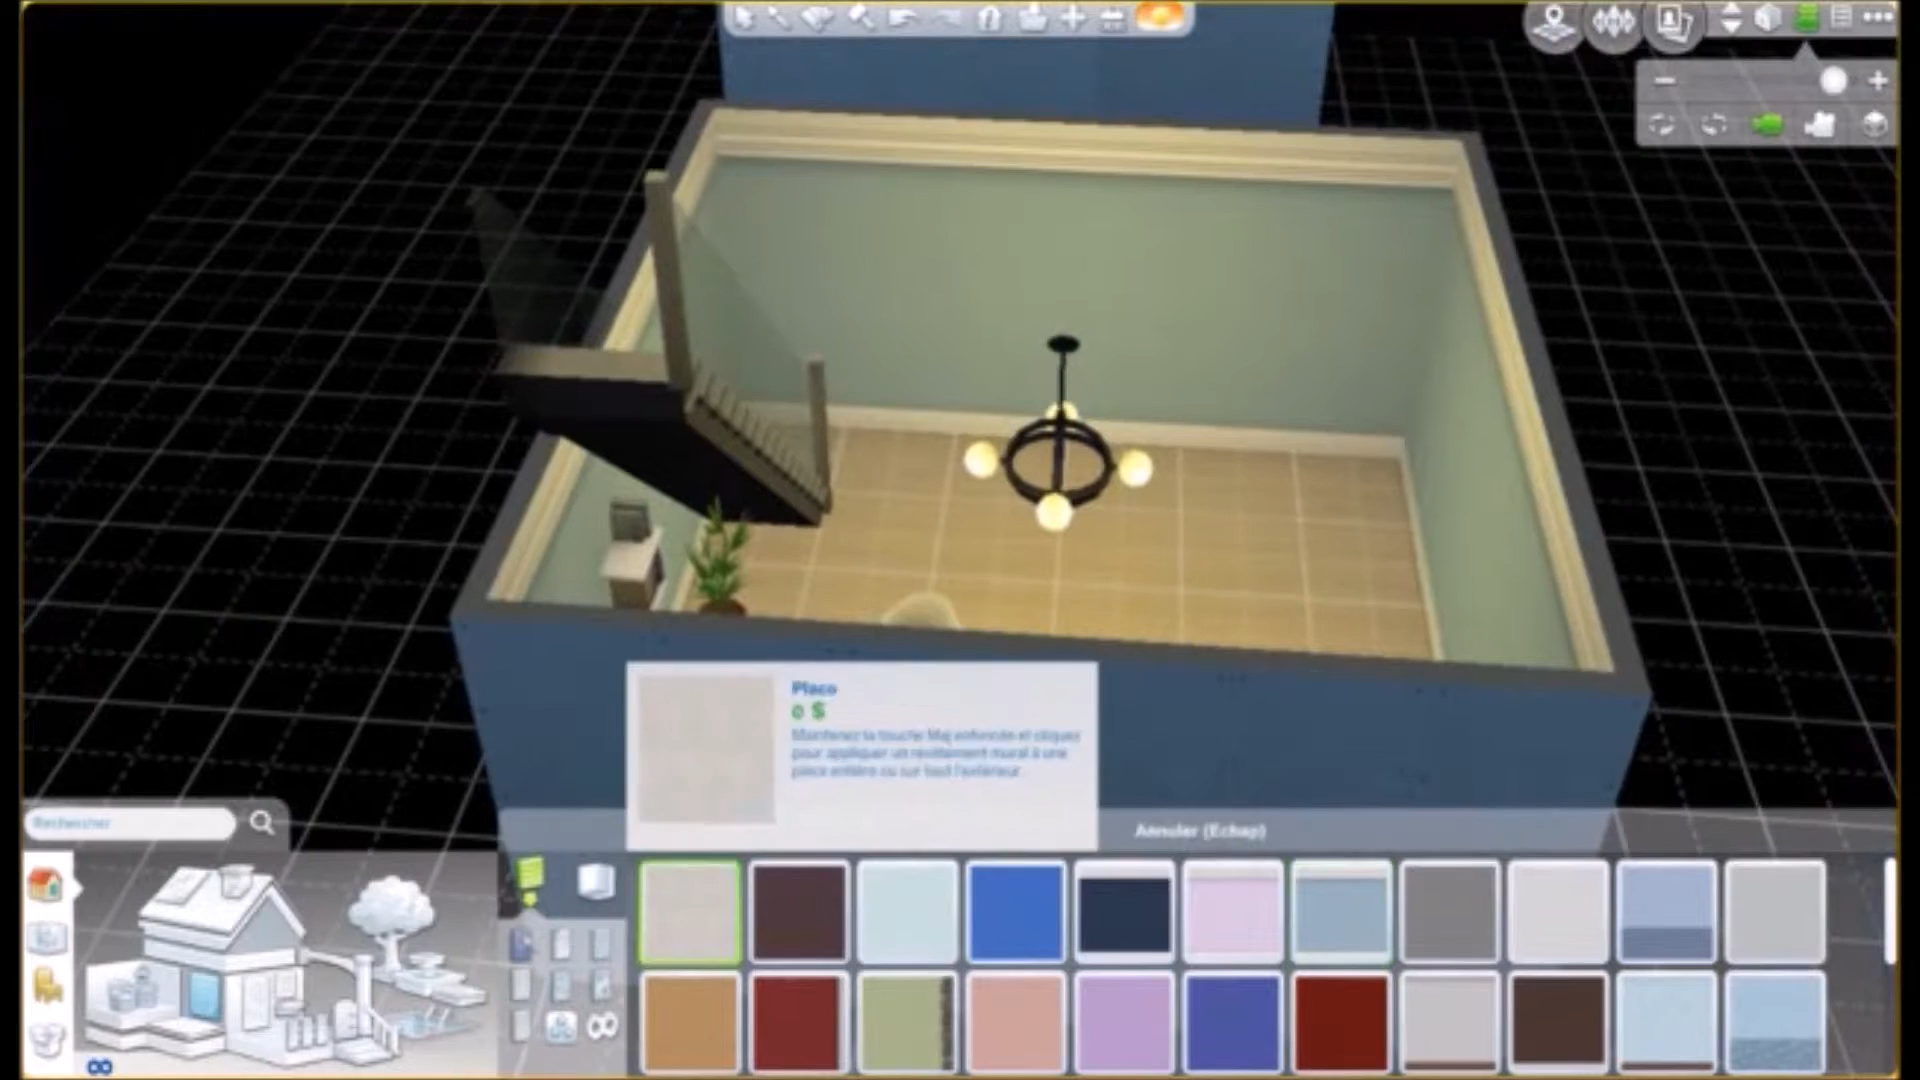 Placo
0 $
Maintenez la touche Maj enfoncée et cliquez
pour appliquer un revêtement mural à une
pièce entière ou sur tout l'extérieur.
Rechercher
Annuler (Echap)